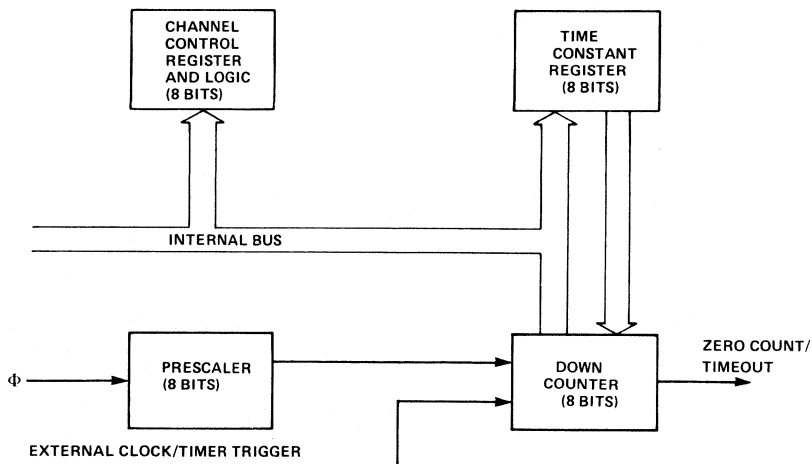 CHANNEL
CONTROL
REGISTER
AND LOGIC
(8 BITS)
TIME
CONSTANT
REGISTER
(8 BITS)
INTERNAL BUS
Φ
PRESCALER
(8 BITS)
DOWN
COUNTER
(8 BITS)
ZERO COUNT/
TIMEOUT
EXTERNAL CLOCK/TIMER TRIGGER